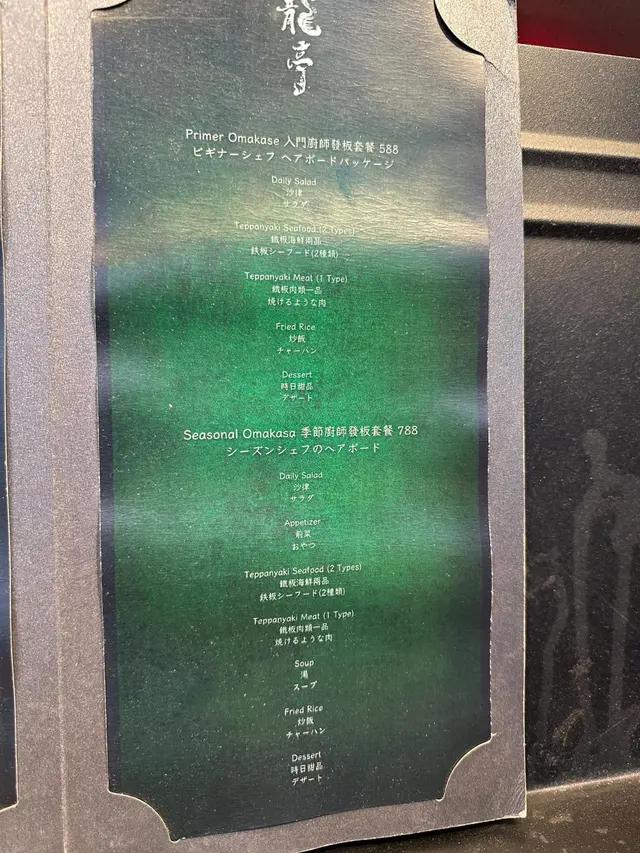 龍
亭
Primer Omakase 入門廚師發板套餐 588
ビギナーシェフ ヘアボードパッケージ
Daily Salad
沙律
サラダ
Teppanyaki Seafood (2 Types)
鐵板海鮮兩品
鉄板シーフード(2種類)
Teppanyaki Meat (1 Type)
鐵板肉類一品
焼けるような肉
Fried Rice
炒飯
チャーハン
Dessert
時日甜品
デザート
Seasonal Omakasa 季節廚師發板套餐 788
シーズンシェフのヘアボード
Daily Salad
沙律
サラダ
Appetizer
前菜
おやつ
Teppanyaki Seafood (2 Types)
鐵板海鮮兩品
鉄板シーフード(2種類)
Teppanyaki Meat (1 Type)
鐵板肉類一品
焼けるような肉
Soup
湯
スープ
Fried Rice
炒飯
チャーハン
Dessert
時日甜品
デザート